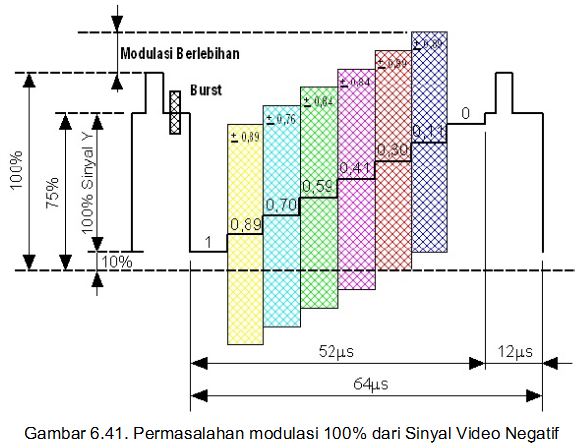 Modulasi Berlebihan
Burst
100%
75%
100% Sinyal Y
10%
± 0,89
± 0,76
± 0,84
± 0,84
± 0,89
± 0,89
1
0,89
0,70
0,59
0,41
0,30
0,11
0
52µs
12µs
64µs
Gambar 6.41. Permasalahan modulasi 100% dari Sinyal Video Negatif